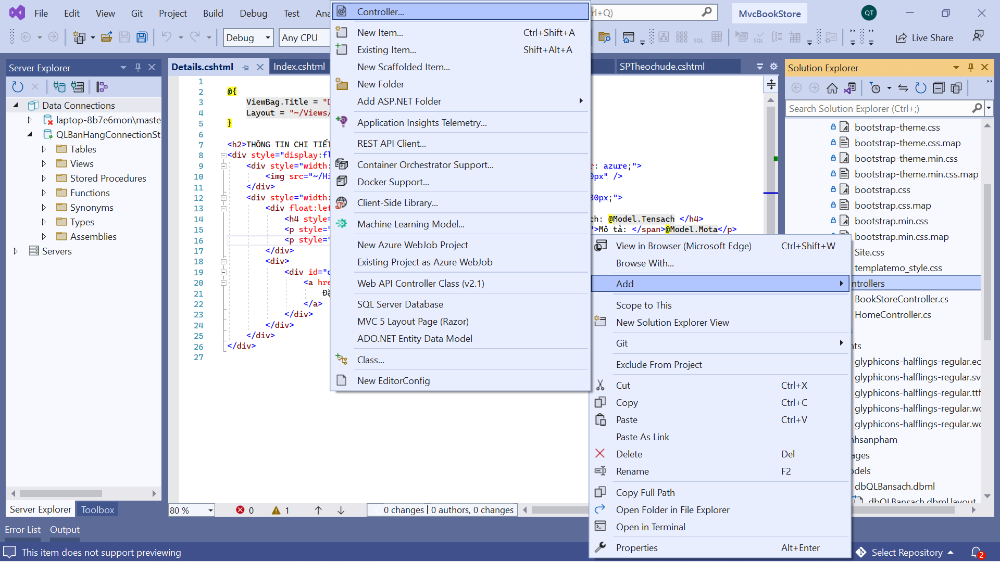 File Edit View Git Project Build Debug Test Ana
Controller...
rl+Q)
MvcBookStore
QT
Debug
Any CPU
New Item... Ctrl+Shift+A
Existing Item... Shift+Alt+A
New Scaffolded Item...
New Folder
Add ASP.NET Folder
Application Insights Telemetry...
REST API Client...
Container Orchestrator Support...
Docker Support...
Client-Side Library...
Machine Learning Model...
New Azure WebJob Project
Existing Project as Azure WebJob
Web API Controller Class (v2.1)
SQL Server Database
MVC 5 Layout Page (Razor)
ADO.NET Entity Data Model
Class...
New EditorConfig
SQL
SQL
Live Share
Server Explorer
Data Connections
laptop-8b7e6mon\maste
QLBanHangConnectionSt
Tables
Views
Stored Procedures
Functions
Synonyms
Types
Assemblies
Servers
Server Explorer Toolbox
Details.cshtml Index.cshtml SPTheochude.cshtml
1
2 @{
3 ViewBag.Title = "D
4 Layout = "~/Views/
5 }
6
7 <h2>THÔNG TIN CHI TIẾT
8 <div style="display:fl
9 <div style="width: r: azure;">
10 <img src="~/Hi 0px" />
11 </div>
12 <div style="width: 30px;">
13 <div float:lef
14 <h4 style= ch: @Model.Tensach </h4>
15 <p style=" ">Mô tả: </span>@Model.Mota</p>
16 <p style="
17 </div>
18 <div>
19 <div id="
20 <a hre
21 Đặ
22 </a>
23 </div>
24 </div>
25 </div>
26 </div>
27
80 % 0 1 0 changes | 0 authors, 0 changes
View in Browser (Microsoft Edge) Ctrl+Shift+W
Browse With...
Add
Scope to This
New Solution Explorer View
Git
Exclude From Project
Cut Ctrl+X
Copy Ctrl+C
Paste Ctrl+V
Paste As Link
Delete Del
Rename F2
Copy Full Path
Open Folder in File Explorer
Open in Terminal
Properties Alt+Enter
Solution Explorer
Search Solution Explorer (Ctrl+;)
bootstrap-theme.css
bootstrap-theme.css.map
bootstrap-theme.min.css
bootstrap-theme.min.css.map
bootstrap.css
bootstrap.css.map
bootstrap.min.css
bootstrap.min.css.map
Site.css
templatemo_style.css
ntrollers
BookStoreController.cs
HomeController.cs
s
nts
glyphicons-halflings-regular.eo
glyphicons-halflings-regular.sv
glyphicons-halflings-regular.ttf
glyphicons-halflings-regular.wo
glyphicons-halflings-regular.wo
nhsanpham
ages
odels
dbQLBansach.dbml
dbQLBansach.dbml.layout
Error List Output
This item does not support previewing
Select Repository 2